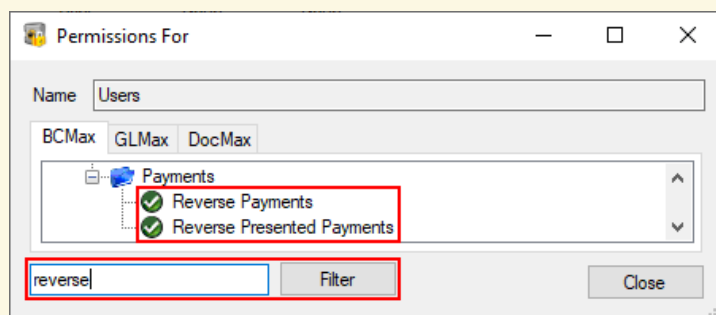 Permissions For
Name Users
BCMax GLMax DocMax
Payments
Reverse Payments
Reverse Presented Payments
reverse Filter Close